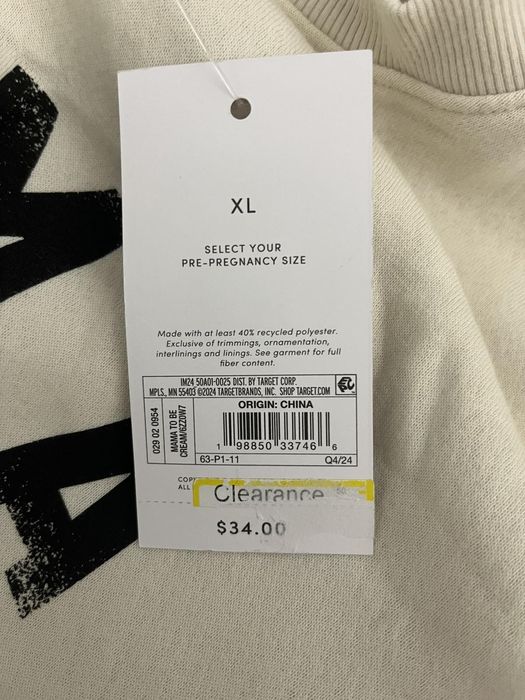 XL
SELECT YOUR
PRE-PREGNANCY SIZE
Made with at least 40% recycled polyester.
Exclusive of trimmings, ornamentation,
interlinings and linings. See garment for full
fiber content.
IM24 50A01-0025 DIST. BY TARGET CORP.
MPLS., MN 55403 ©2024 TARGETBRANDS, INC. SHOP TARGET.COM
029 02 0954
MAMA TO BE
CREAM/6ZZ0W7
ORIGIN: CHINA
1 98850 33746 6
63-P1-11 Q4/24
ALL
Clearance
$34.00